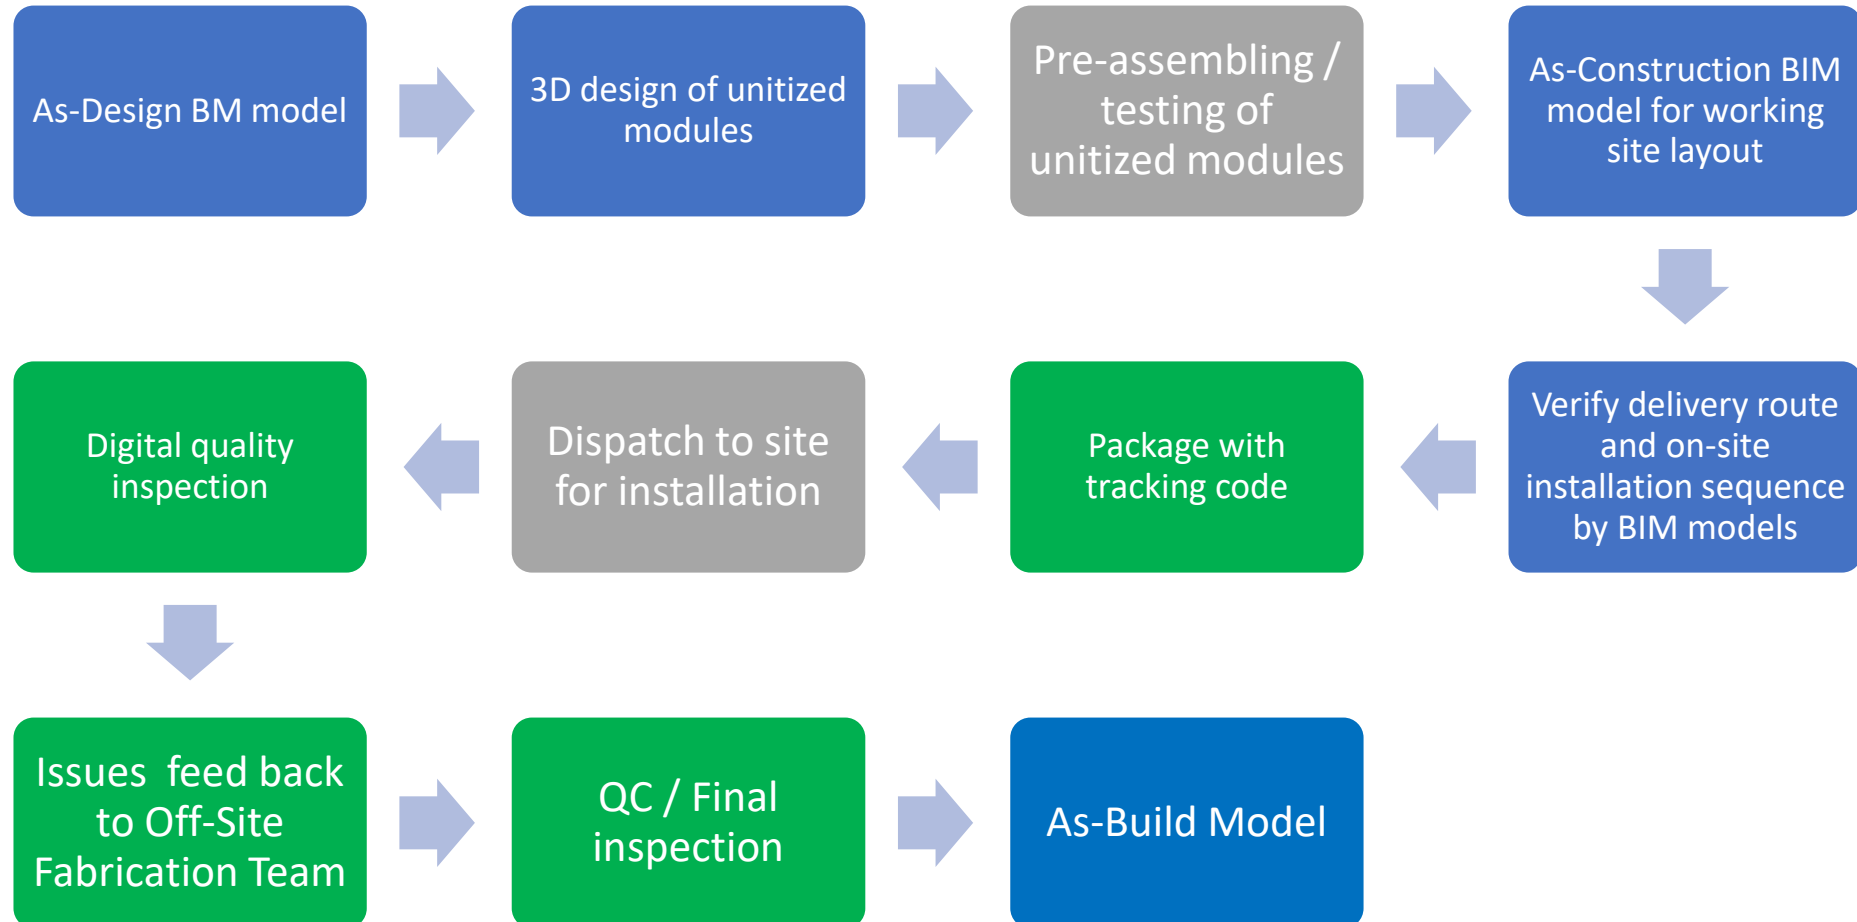 As-Design BM model
3D design of unitized
modules
Pre-assembling /
testing of
unitized modules
As-Construction BIM
model for working
site layout
Verify delivery route
and on-site
installation sequence
by BIM models
Package with
tracking code
Dispatch to site
for installation
Digital quality
inspection
Issues  feed back
to Off-Site
Fabrication Team
QC / Final
inspection
As-Build Model